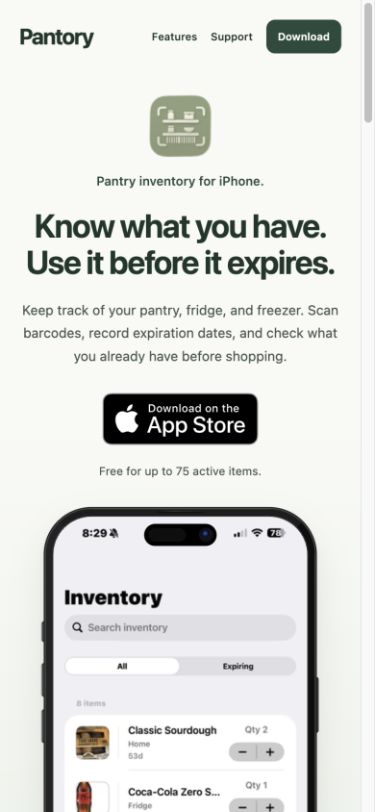 Pantory
Features Support Download
Pantry inventory for iPhone.
Know what you have.
Use it before it expires.
Keep track of your pantry, fridge, and freezer. Scan
barcodes, record expiration dates, and check what
you already have before shopping.
Download on the
App Store
Free for up to 75 active items.
8:29 78
Inventory
Search inventory
All Expiring
8 items
Classic Sourdough Qty 2
Home
53d
Coca-Cola Zero S... Qty 1
Fridge